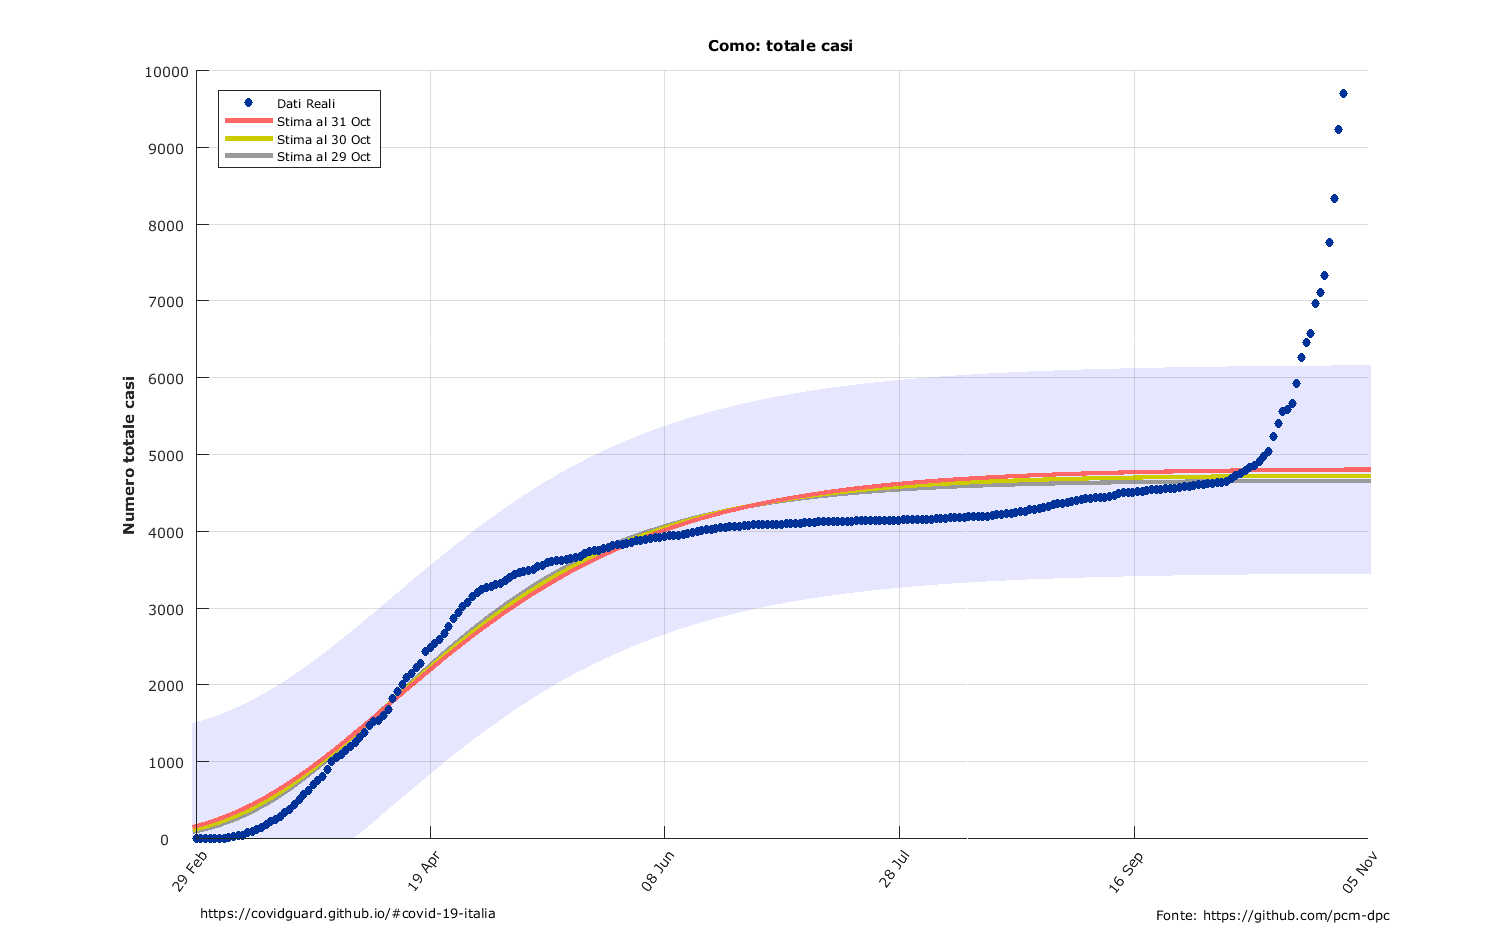 Como: totale casi
10000
9000
8000
7000
6000
5000
4000
3000
2000
1000
0
Numero totale casi
Dati Reali
Stima al 31 Oct
Stima al 30 Oct
Stima al 29 Oct
29 Feb
19 Apr
08 Jun
28 Jul
16 Sep
05 Nov
https://covidguard.github.io/#covid-19-italia
Fonte: https://github.com/pcm-dpc